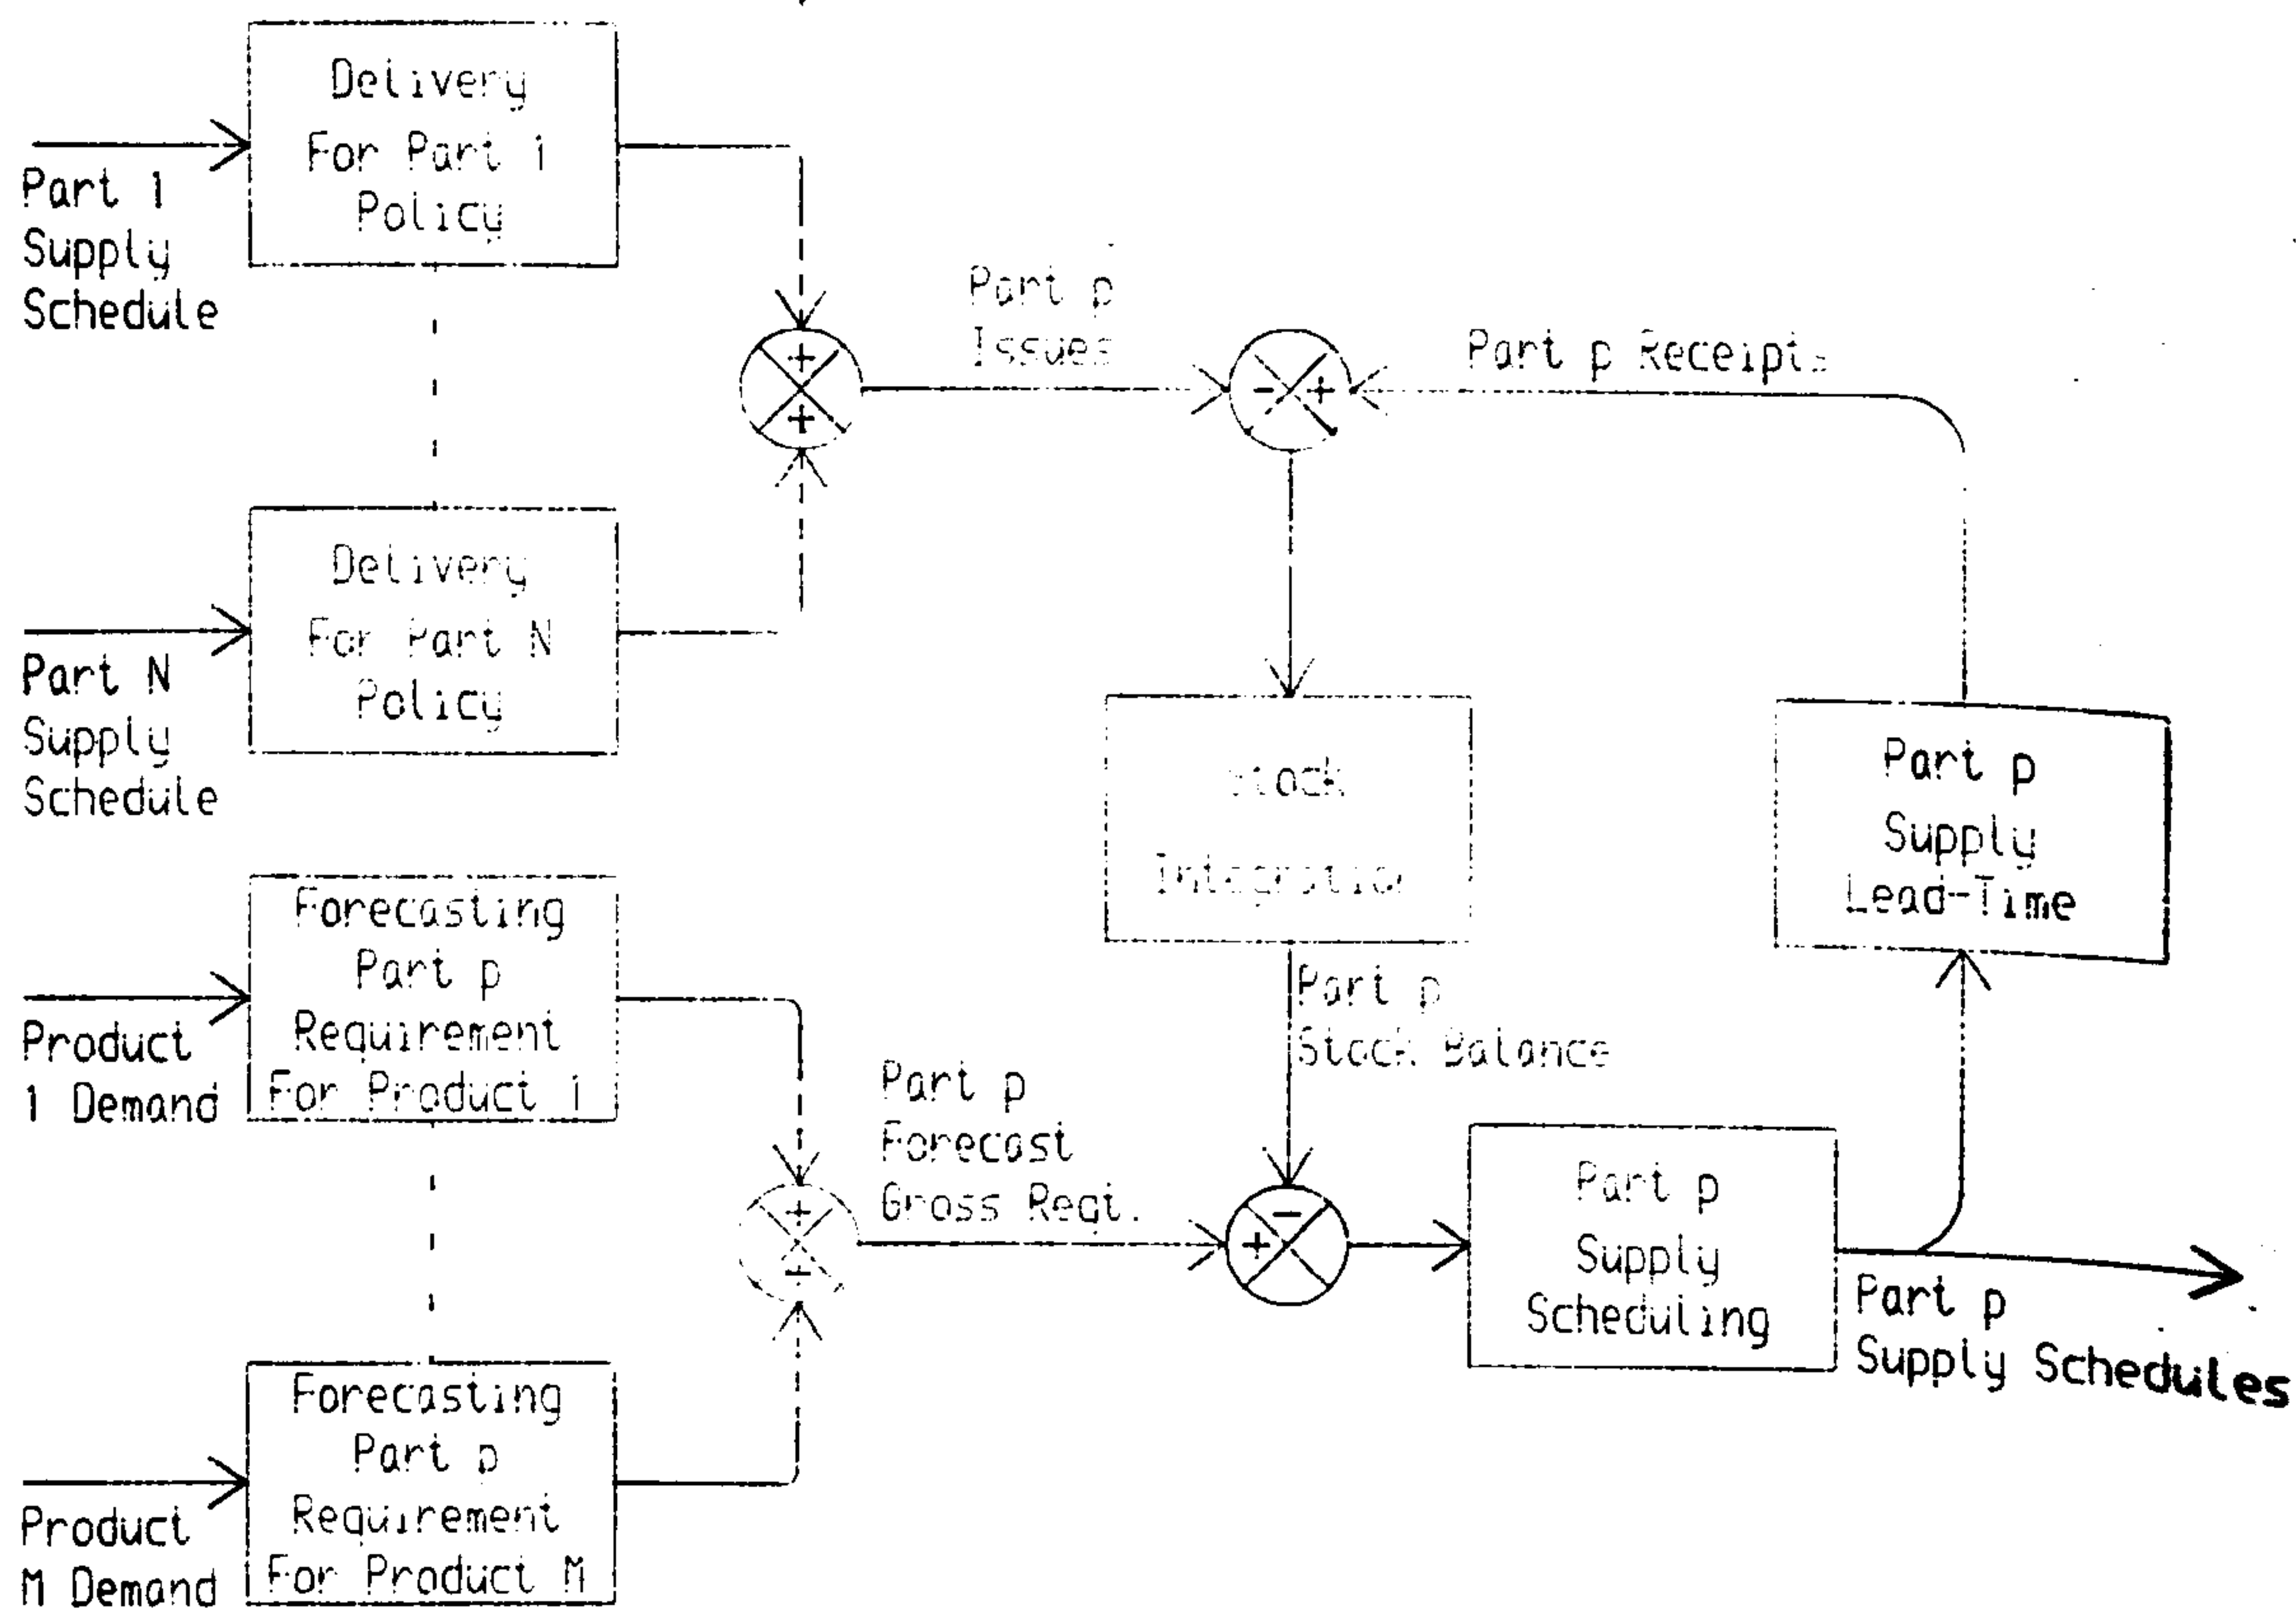 Delivery
For Part 1
Policy
Part 1
Supply
Schedule
Part p
Issues
Part p Receipts
+
+
-
+
Delivery
For Part N
Policy
Part N
Supply
Schedule
Stock
Integration
Part p
Supply
Lead-Time
Forecasting
Part p
Requirement
For Product 1
Product
1 Demand
Part p
Stock Balance
Part p
Forecast
Gross Reqt.
+
+
-
+
Part p
Supply
Scheduling
Part p
Supply Schedules
Forecasting
Part p
Requirement
For Product M
Product
M Demand